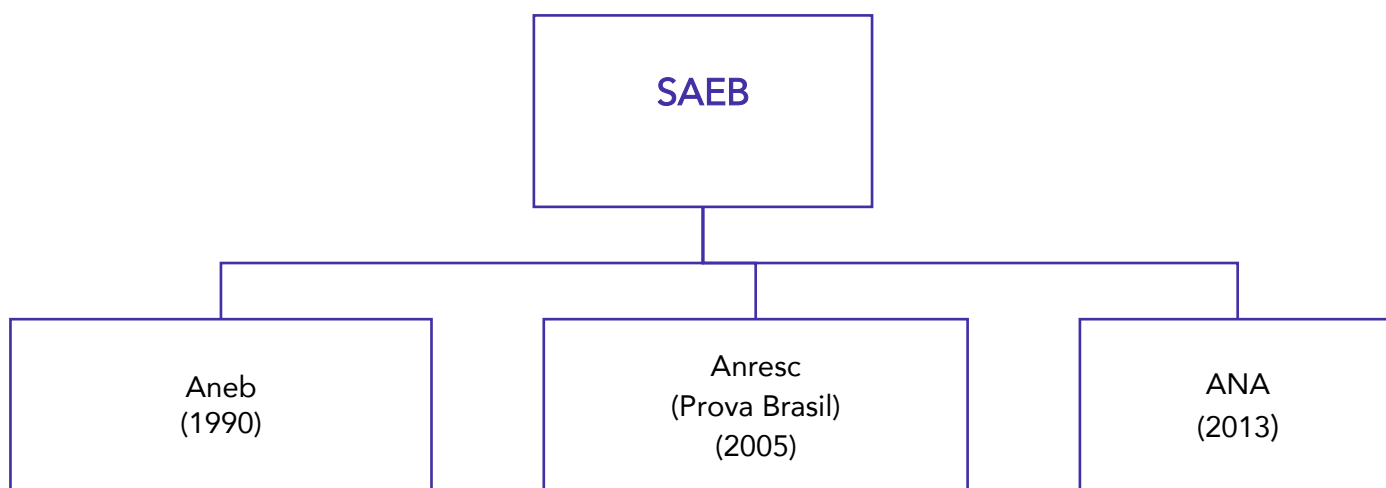 SAEB
Aneb
(1990)
Anresc
(Prova Brasil)
(2005)
ANA
(2013)